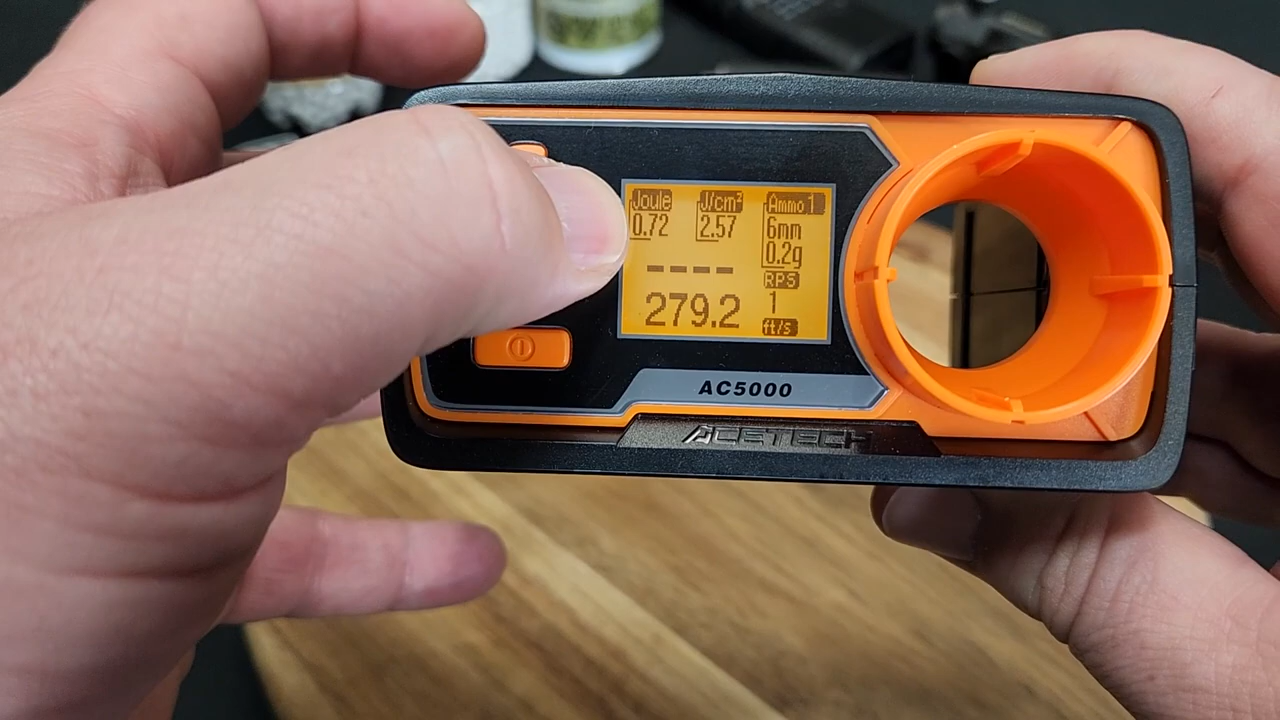 Joule J/cm² Ammo 1
0.72 2.57 6mm
0.2g
---- RPS
279.2 1
ft/s
AC5000
ACETECH